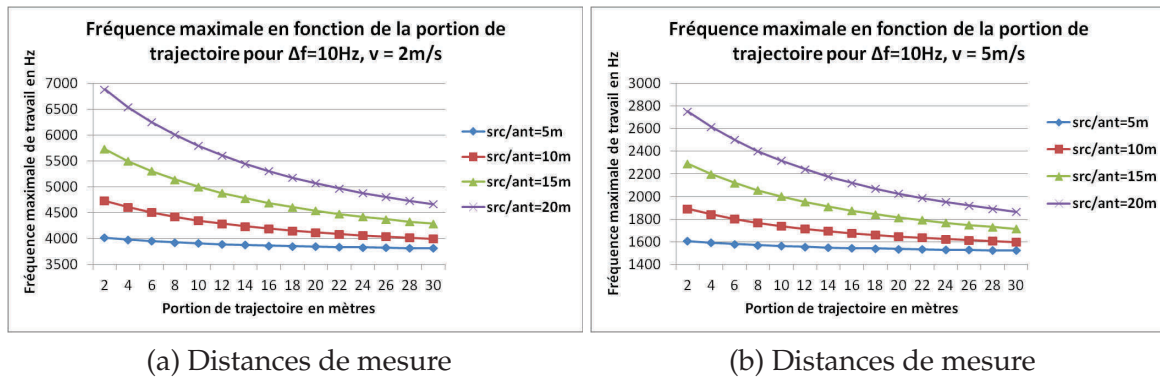 Fréquence maximale en fonction de la portion de
trajectoire pour Δf=10Hz, v = 2m/s
Fréquence maximale de travail en Hz
7000
6500
6000
5500
5000
4500
4000
3500
2 4 6 8 10 12 14 16 18 20 22 24 26 28 30
Portion de trajectoire en mètres
src/ant=5m
src/ant=10m
src/ant=15m
src/ant=20m
(a) Distances de mesure
Fréquence maximale en fonction de la portion de
trajectoire pour Δf=10Hz, v = 5m/s
Fréquence maximale de travail en Hz
3000
2800
2600
2400
2200
2000
1800
1600
1400
2 4 6 8 10 12 14 16 18 20 22 24 26 28 30
Portion de trajectoire en mètres
src/ant=5m
src/ant=10m
src/ant=15m
src/ant=20m
(b) Distances de mesure